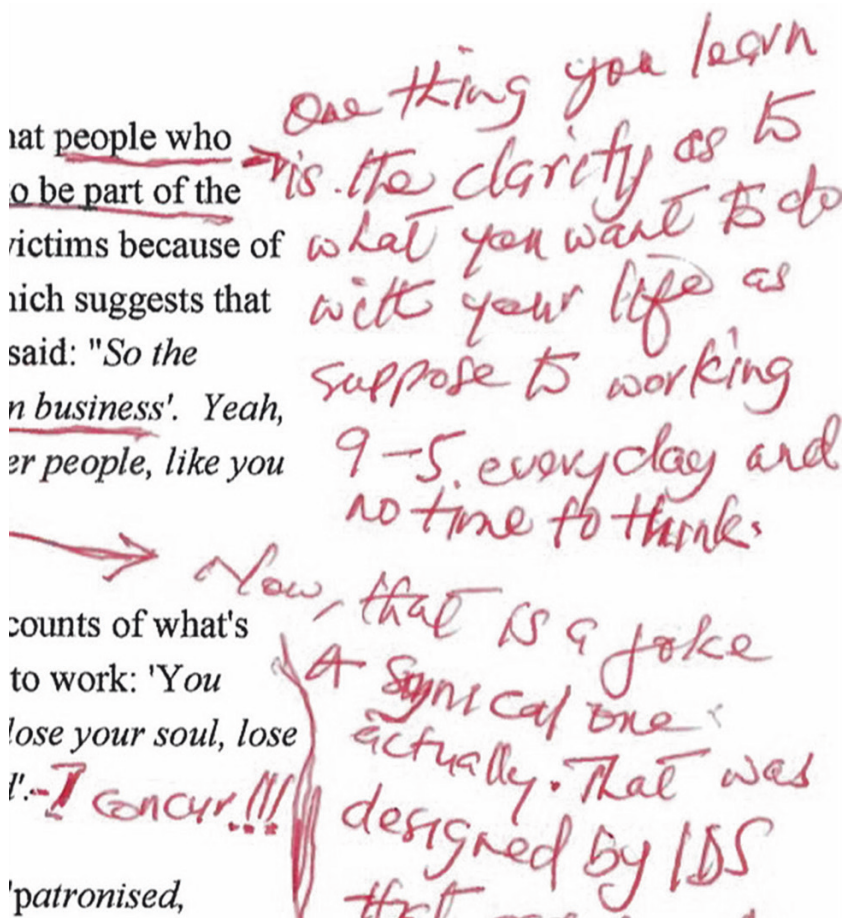 hat people who
o be part of the
victims because of
hich suggests that
said: "So the
n business'. Yeah,
er people, like you
counts of what's
to work: 'You
lose your soul, lose
l'. - I concur!!!
'patronised,
One thing you learn
is the clarity as to
what you want to do
with your life as
suppose to working
9-5. everyday and
no time to think.
Now, that is a joke
A synical one
actually. That was
designed by IDS
that